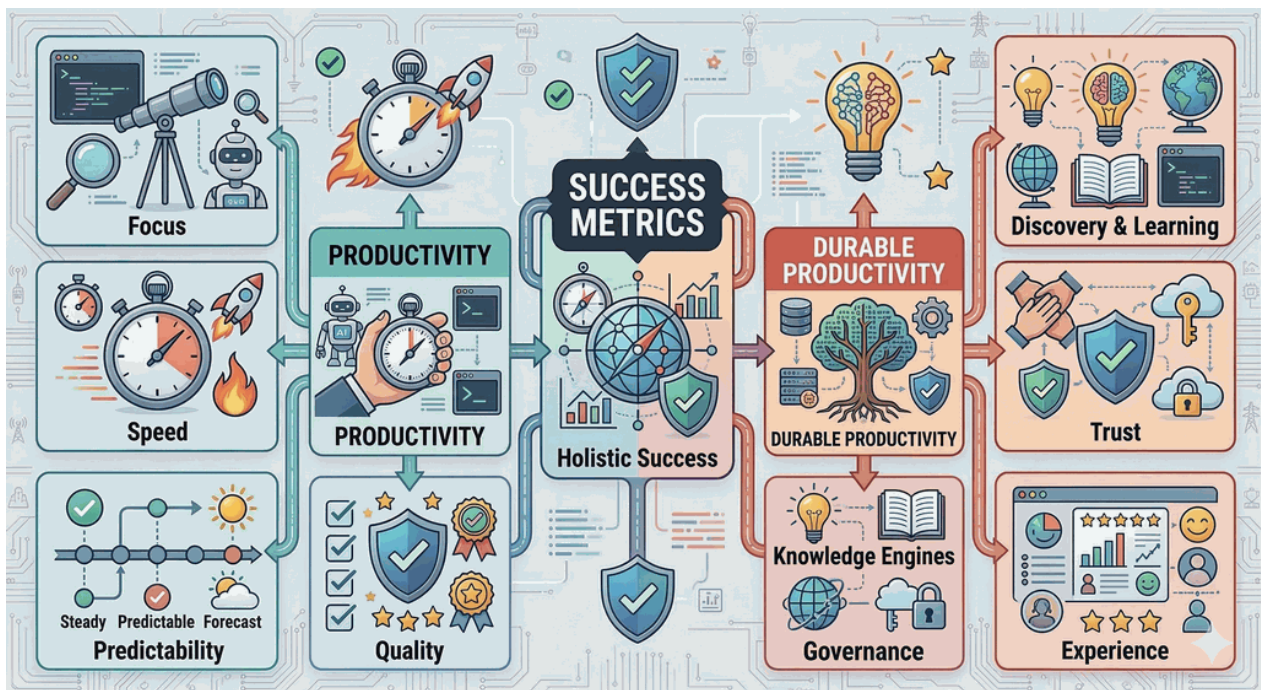 SUCCESS
METRICS
Focus
Speed
Steady Predictable Forecast
Predictability
PRODUCTIVITY
AI
PRODUCTIVITY
Quality
Holistic Success
DURABLE
PRODUCTIVITY
DURABLE PRODUCTIVITY
Knowledge Engines
Governance
Discovery & Learning
Trust
Experience